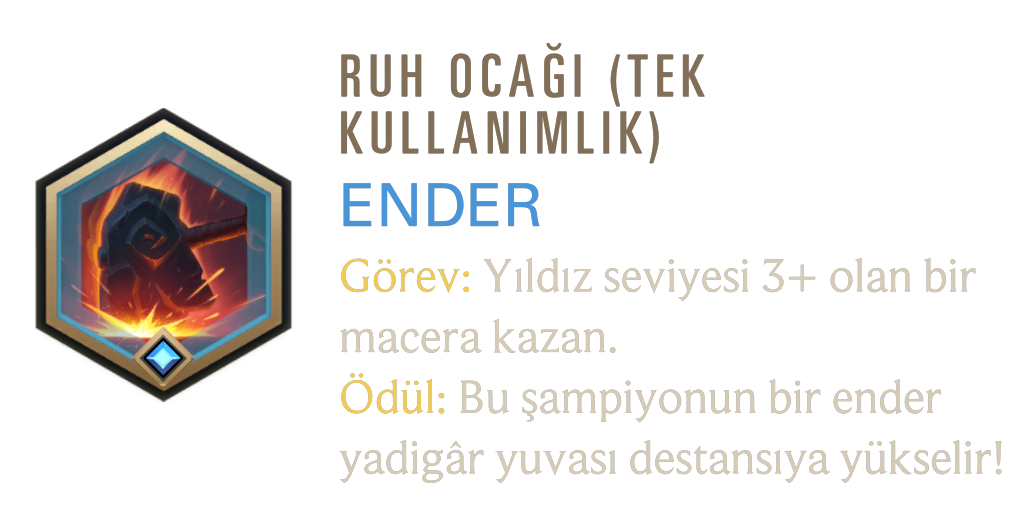 RUH OCAĞI (TEK
KULLANIMLIK)
ENDER
Görev: Yıldız seviyesi 3+ olan bir
macera kazan.
Ödül: Bu şampiyonun bir ender
yadigâr yuvası destansıya yükselir!